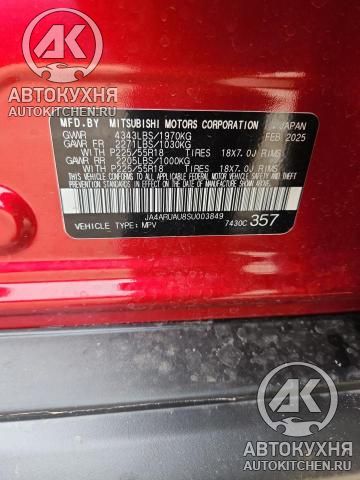 АВТОКУХНЯ
AUTOKITCHEN.RU
MFD.BY MITSUBISHI MOTORS CORPORATION JAPAN
GVWR 4343LBS/1970KG FEB. 2025
GAWR FR 2271LBS/1030KG
WITH P225/55R18 TIRES 18X7.0J RIMS
GAWR RR 2205LBS/1000KG
WITH P225/55R18 TIRES 18X7.0J RIMS
THIS VEHICLE CONFORMS TO ALL APPLICABLE FEDERAL
MOTOR VEHICLE SAFETY AND THEFT PREVENTION
STANDARDS IN EFFECT ON THE DATE OF MANUFACTURE
SHOWN ABOVE.
JA4ARUAU8SU003849
VEHICLE TYPE: MPV 7430C 357
АК
АВТОКУХНЯ
AUTOKITCHEN.RU